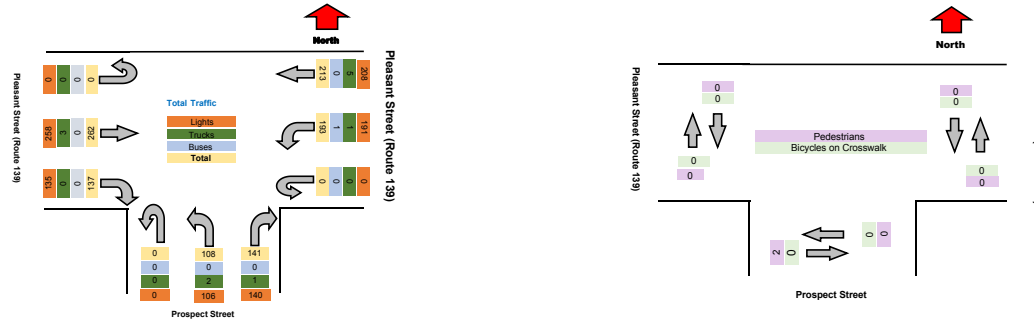 North
Pleasant Street (Route 139)
0 0 0 0
258 3 0 262
135 0 0 137
Total Traffic
Lights
Trucks
Buses
Total
213 0 5 208
193 1 1 191
0 0 0 0
Pleasant Street (Route 139)
0 108 141
0 0 0
0 2 1
0 106 140
Prospect Street
North
Pleasant Street (Route 139)
0
0
0
0
Pedestrians
Bicycles on Crosswalk
0
0
0
0
2 0
0 0
Pleasant Street (Route 139)
Prospect Street